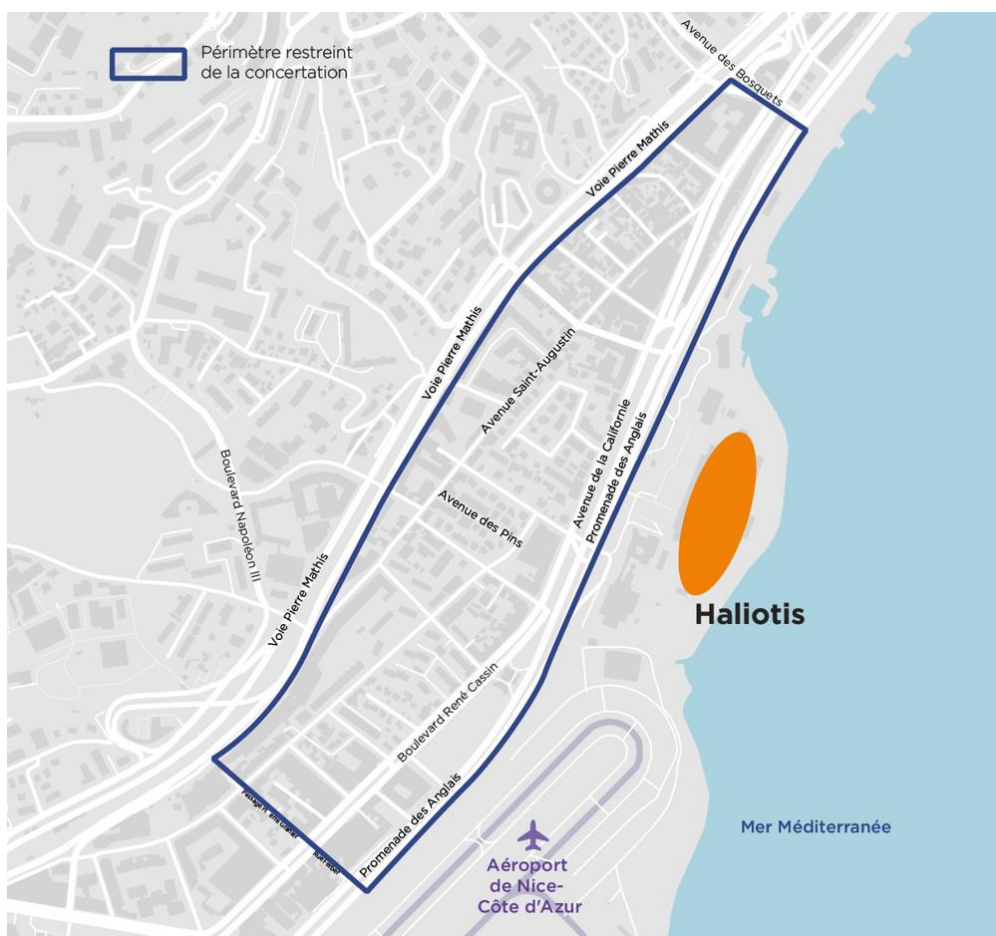 Périmètre restreint
de la concertation
Avenue des Bosquets
Voie Pierre Mathis
Voie Pierre Mathis
Avenue Saint-Augustin
Avenue de la Californie
Promenade des Anglais
Boulevard Napoléon III
Avenue des Pins
Voie Pierre Mathis
Haliotis
Boulevard René Cassin
Promenade des Anglais
Mer Méditerranée
Aéroport
de Nice-
Côte d'Azur